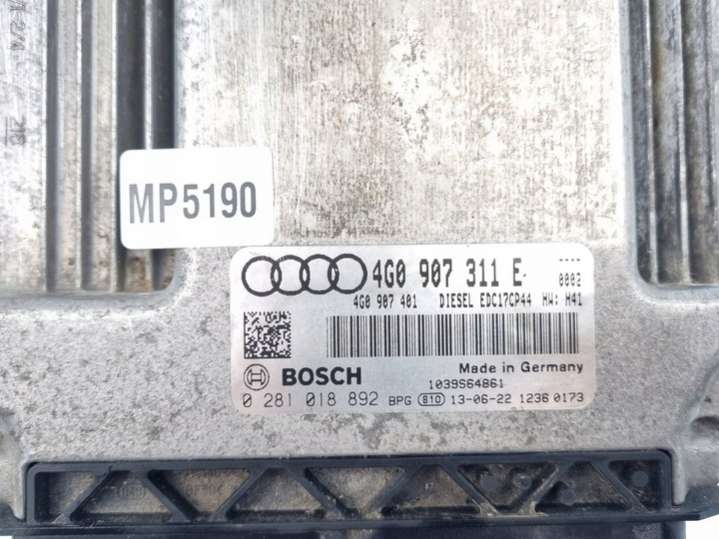 MP5190
4G0 907 311 E
0002
4G0 907 401 DIESEL EDC17CP44 HW: H41
Made in Germany
BOSCH
1039S64861
0 281 018 892 BPG 810 13-06-22 1236 0173